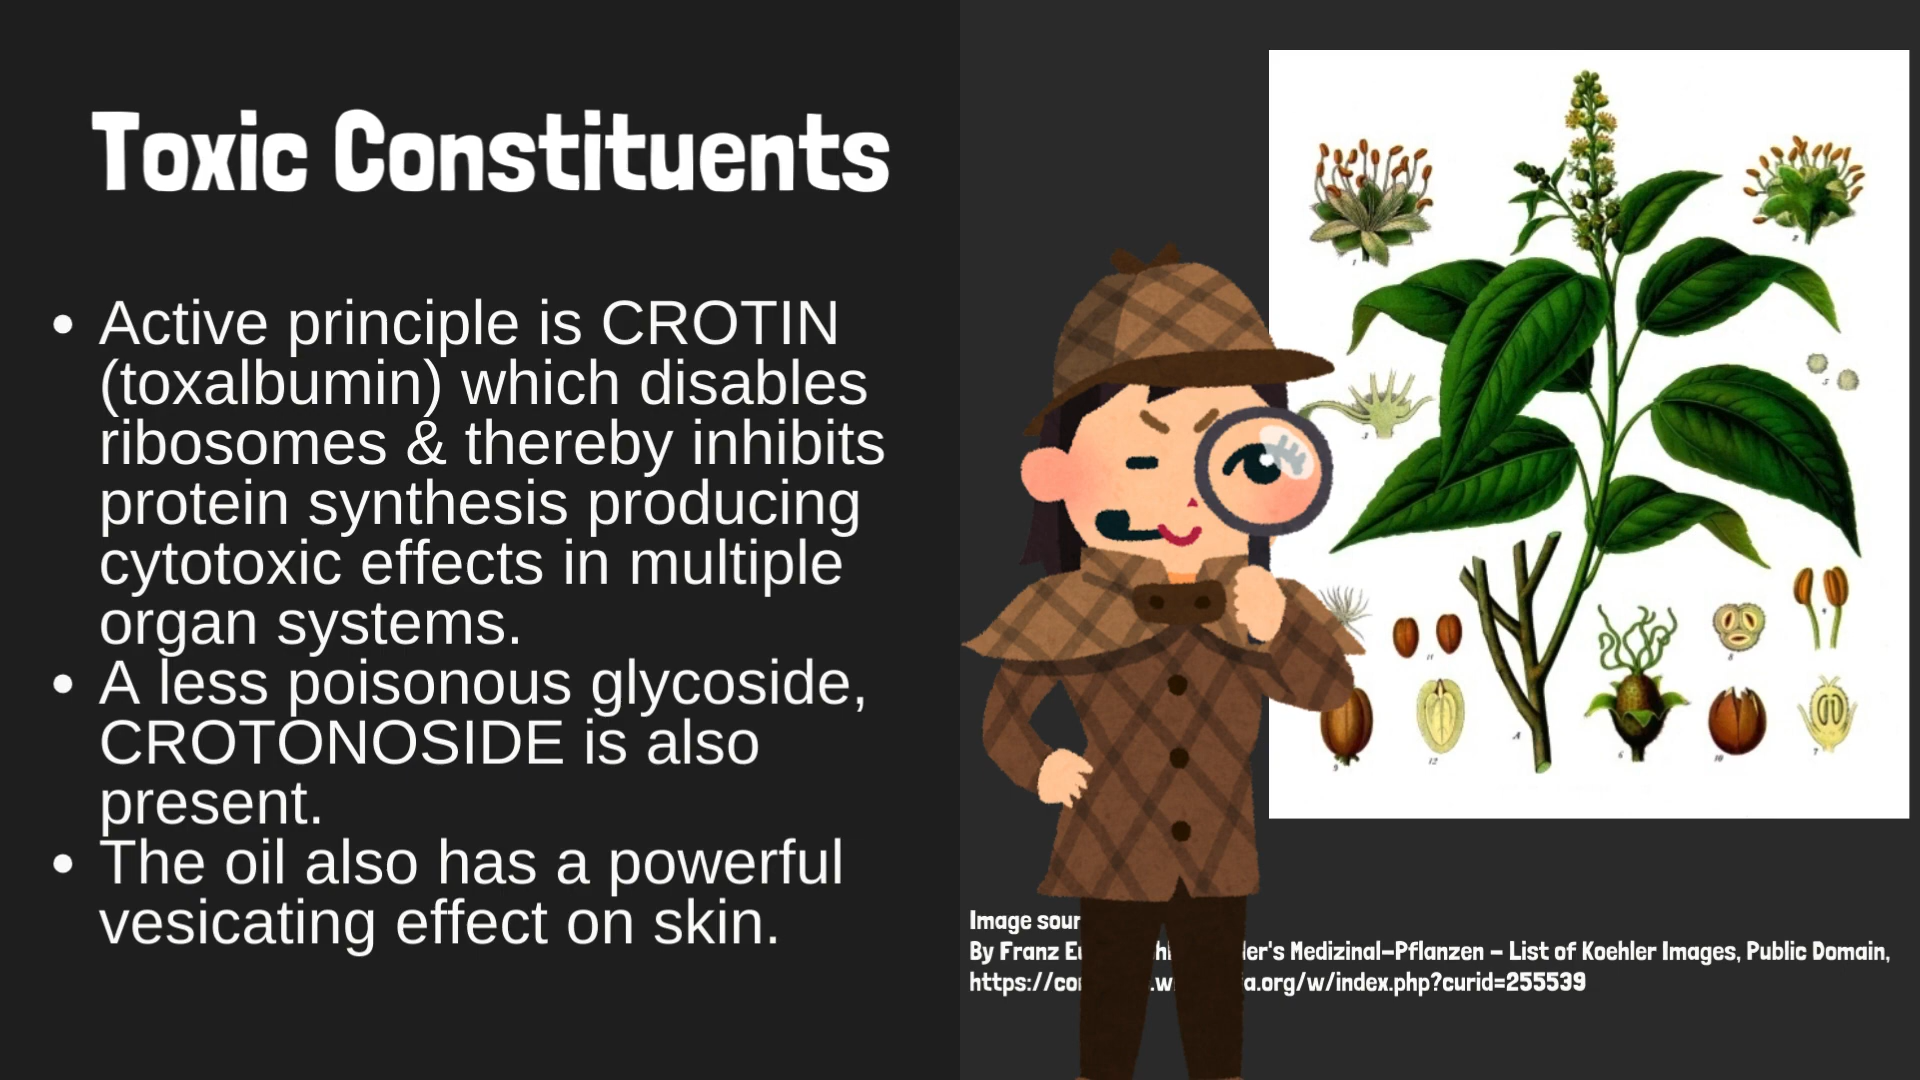 Toxic Constituents
• Active principle is CROTIN
(toxalbumin) which disables
ribosomes & thereby inhibits
protein synthesis producing
cytotoxic effects in multiple
organ systems.
• A less poisonous glycoside,
CROTONOSIDE is also
present.
• The oil also has a powerful
vesicating effect on skin.
Image sour
By Franz Medizinal-Pflanzen - List of Koehler Images, Public Domain,
https://co .w a.org/w/index.php?curid=255539